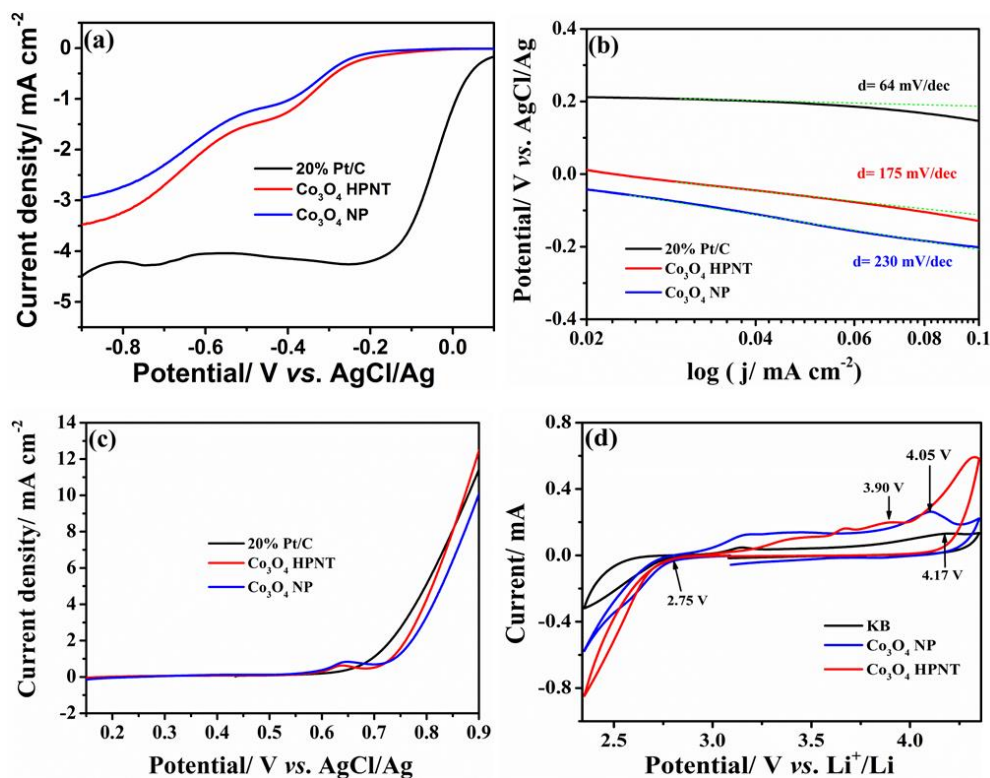 (a)
Current density/ mA cm⁻²
0
-1
-2
-3
-4
-5
20% Pt/C
Co₃O₄ HPNT
Co₃O₄ NP
-0.8 -0.6 -0.4 -0.2 0.0
Potential/ V vs. AgCl/Ag
(b)
Potential/ V vs. AgCl/Ag
0.4
0.2
0.0
-0.2
-0.4
d= 64 mV/dec
d= 175 mV/dec
d= 230 mV/dec
20% Pt/C
Co₃O₄ HPNT
Co₃O₄ NP
0.02 0.04 0.06 0.08 0.1
log ( j/ mA cm⁻²)
(c)
Current density/ mA cm⁻²
14
12
10
8
6
4
2
0
-2
20% Pt/C
Co₃O₄ HPNT
Co₃O₄ NP
0.2 0.3 0.4 0.5 0.6 0.7 0.8 0.9
Potential/ V vs. AgCl/Ag
(d)
Current/ mA
0.8
0.4
0.0
-0.4
-0.8
4.05 V
3.90 V
4.17 V
2.75 V
KB
Co₃O₄ NP
Co₃O₄ HPNT
2.5 3.0 3.5 4.0
Potential/ V vs. Li⁺/Li